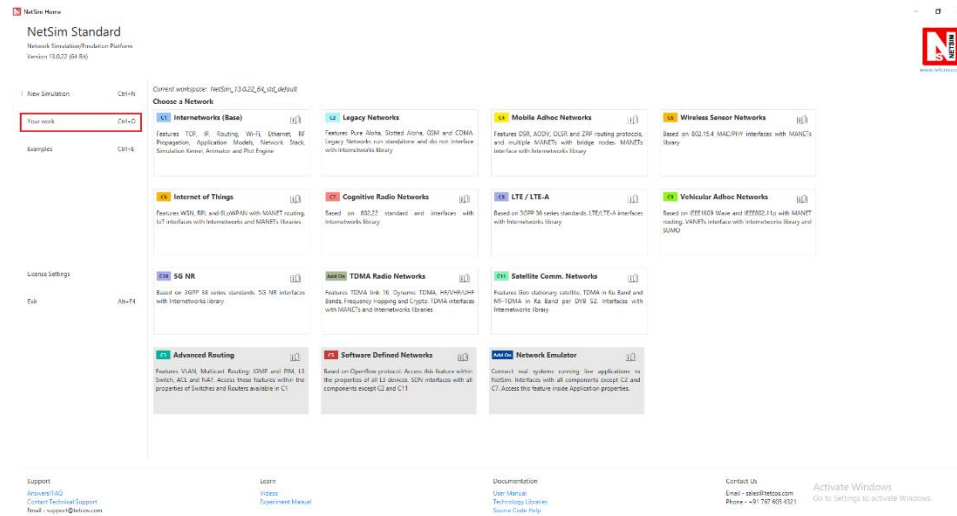 NetSim Home
NetSim Standard
Network Simulation/Emulation Platform
Version 13.0.22 (64 Bit)
NETSIM
www.tetcos.com
New Simulation Ctrl+N
Your work Ctrl+O
Examples Ctrl+E
License Settings
Exit Alt+F4
Current workspace: NetSim_13.0.22_64_std_default
Choose a Network
C1 Internetworks (Base)
Features TCP, IP, Routing, Wi-Fi, Ethernet, RF
Propagation, Application Models, Network Stack,
Simulation Kernel, Animator and Plot Engine
C2 Legacy Networks
Features Pure Aloha, Slotted Aloha, GSM and CDMA.
Legacy Networks run standalone and do not interface
with Internetworks library
C4 Mobile Adhoc Networks
Features DSR, AODV, OLSR and ZRP routing protocols,
and multiple MANETs with bridge nodes. MANETs
interface with Internetworks library
Wireless Sensor Networks
Based on 802.15.4 MAC/PHY interfaces with MANETs
library
Internet of Things
Features WSN, RPL and 6LoWPAN with MANET routing.
IoT interfaces with Internetworks and MANETs libraries
C7 Cognitive Radio Networks
Based on 802.22 standard and interfaces with
Internetworks library
C8 LTE / LTE-A
Based on 3GPP 36 series standards. LTE/LTE-A interfaces
with Internetworks library
C9 Vehicular Adhoc Networks
Based on IEEE1609 Wave and IEEE802.11p with MANET
routing. VANETs interface with Internetworks library and
SUMO
C10 5G NR
Based on 3GPP 38 series standards. 5G NR interfaces
with Internetworks library
Add On TDMA Radio Networks
Features TDMA link 16, Dynamic TDMA, HF/VHF/UHF
Bands, Frequency Hopping and Crypto. TDMA interfaces
with MANETs and Internetworks libraries
C11 Satellite Comm. Networks
Features Geo stationary satellite, TDMA in Ku Band and
MF-TDMA in Ka Band per DVB S2. Interfaces with
Internetworks library
C3 Advanced Routing
Features VLAN, Multicast Routing: IGMP and PIM, L3
Switch, ACL and NAT. Access these features within the
properties of Switches and Routers available in C1
C5 Software Defined Networks
Based on Openflow protocol. Access this feature within
the properties of all L3 devices. SDN interfaces with all
components except C2 and C11
Add On Network Emulator
Connect real systems running live applications to
NetSim. Interfaces with all components except C2 and
C7. Access this feature inside Application properties.
Support
Answers/FAQ
Contact Technical Support
Email - support@tetcos.com
Learn
Videos
Experiment Manual
Documentation
User Manual
Technology Libraries
Source Code Help
Contact Us
Email - sales@tetcos.com
Phone - +91 767 605 4321
Activate Windows
Go to Settings to activate Windows.